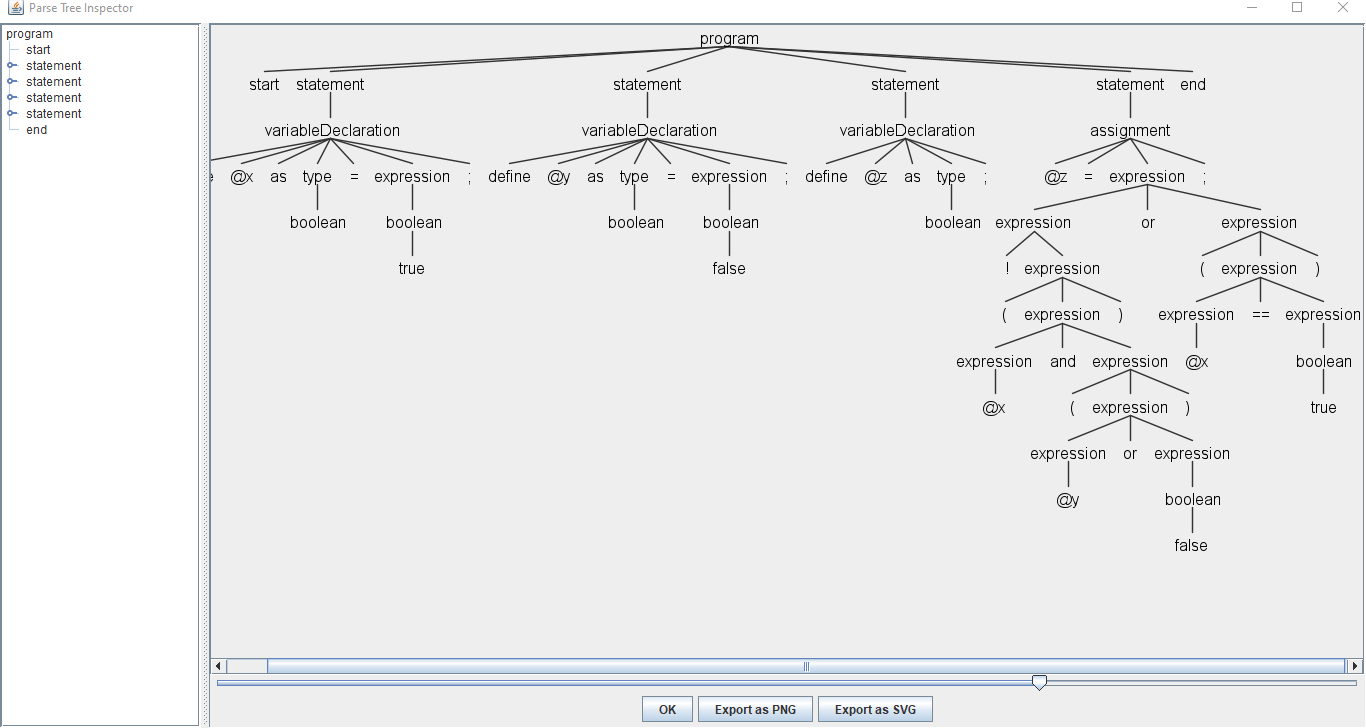 Parse Tree Inspector
program
start
statement
statement
statement
statement
end
program
start statement statement statement statement end
variableDeclaration variableDeclaration variableDeclaration assignment
@x as type = expression ; define @y as type = expression ; define @z as type ; @z = expression ;
boolean boolean boolean boolean boolean expression or expression
true false ! expression ( expression )
( expression ) expression == expression
expression and expression @x boolean
@x ( expression ) true
expression or expression
@y boolean
false
OK Export as PNG Export as SVG